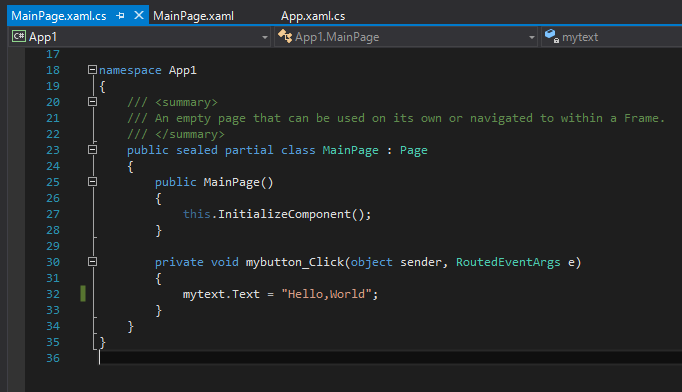 MainPage.xaml.cs MainPage.xaml App.xaml.cs
C# App1 App1.MainPage mytext
17
18 namespace App1
19 {
20 /// <summary>
21 /// An empty page that can be used on its own or navigated to within a Frame.
22 /// </summary>
23 public sealed partial class MainPage : Page
24 {
25 public MainPage()
26 {
27 this.InitializeComponent();
28 }
29
30 private void mybutton_Click(object sender, RoutedEventArgs e)
31 {
32 mytext.Text = "Hello,World";
33 }
34 }
35 }
36